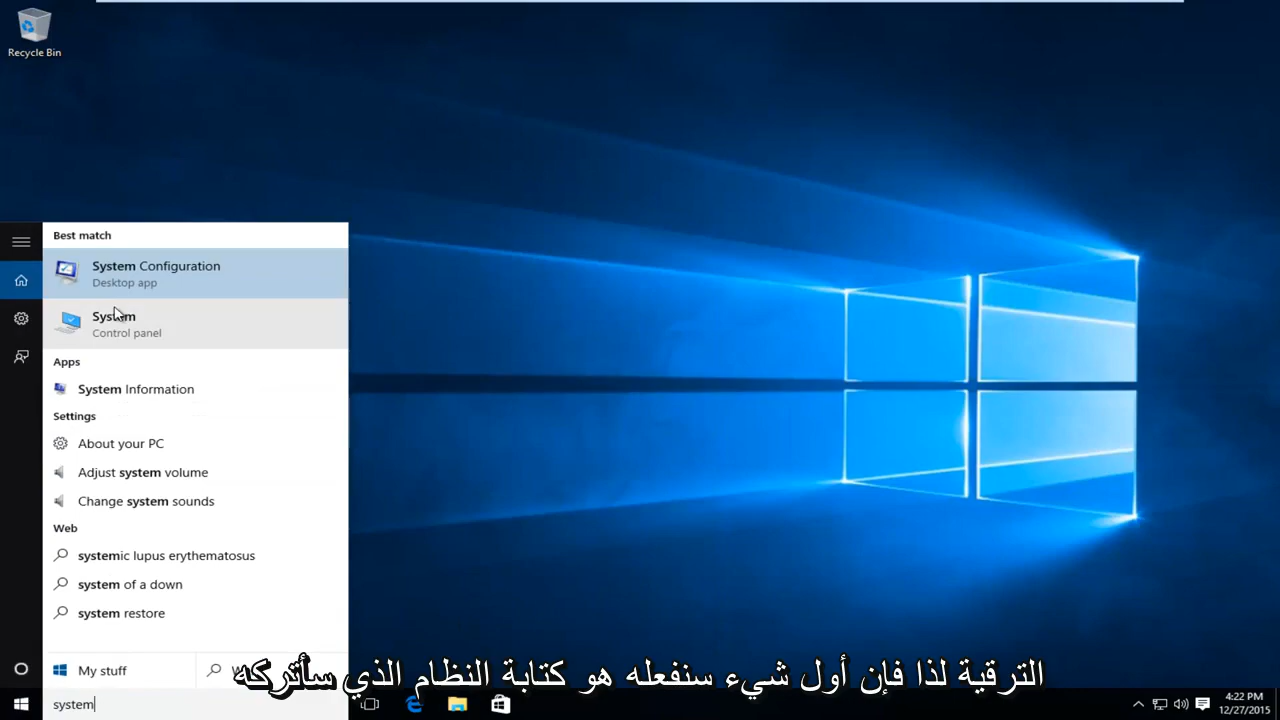 Recycle Bin
Best match
System Configuration
Desktop app
System
Control panel
Apps
System Information
Settings
About your PC
Adjust system volume
Change system sounds
Web
systemic lupus erythematosus
system of a down
system restore
My stuff
الترقية لذا فإن أول شيء سنفعله هو كتابة النظام الذي سأتركه
system
4:22 PM
12/27/2015